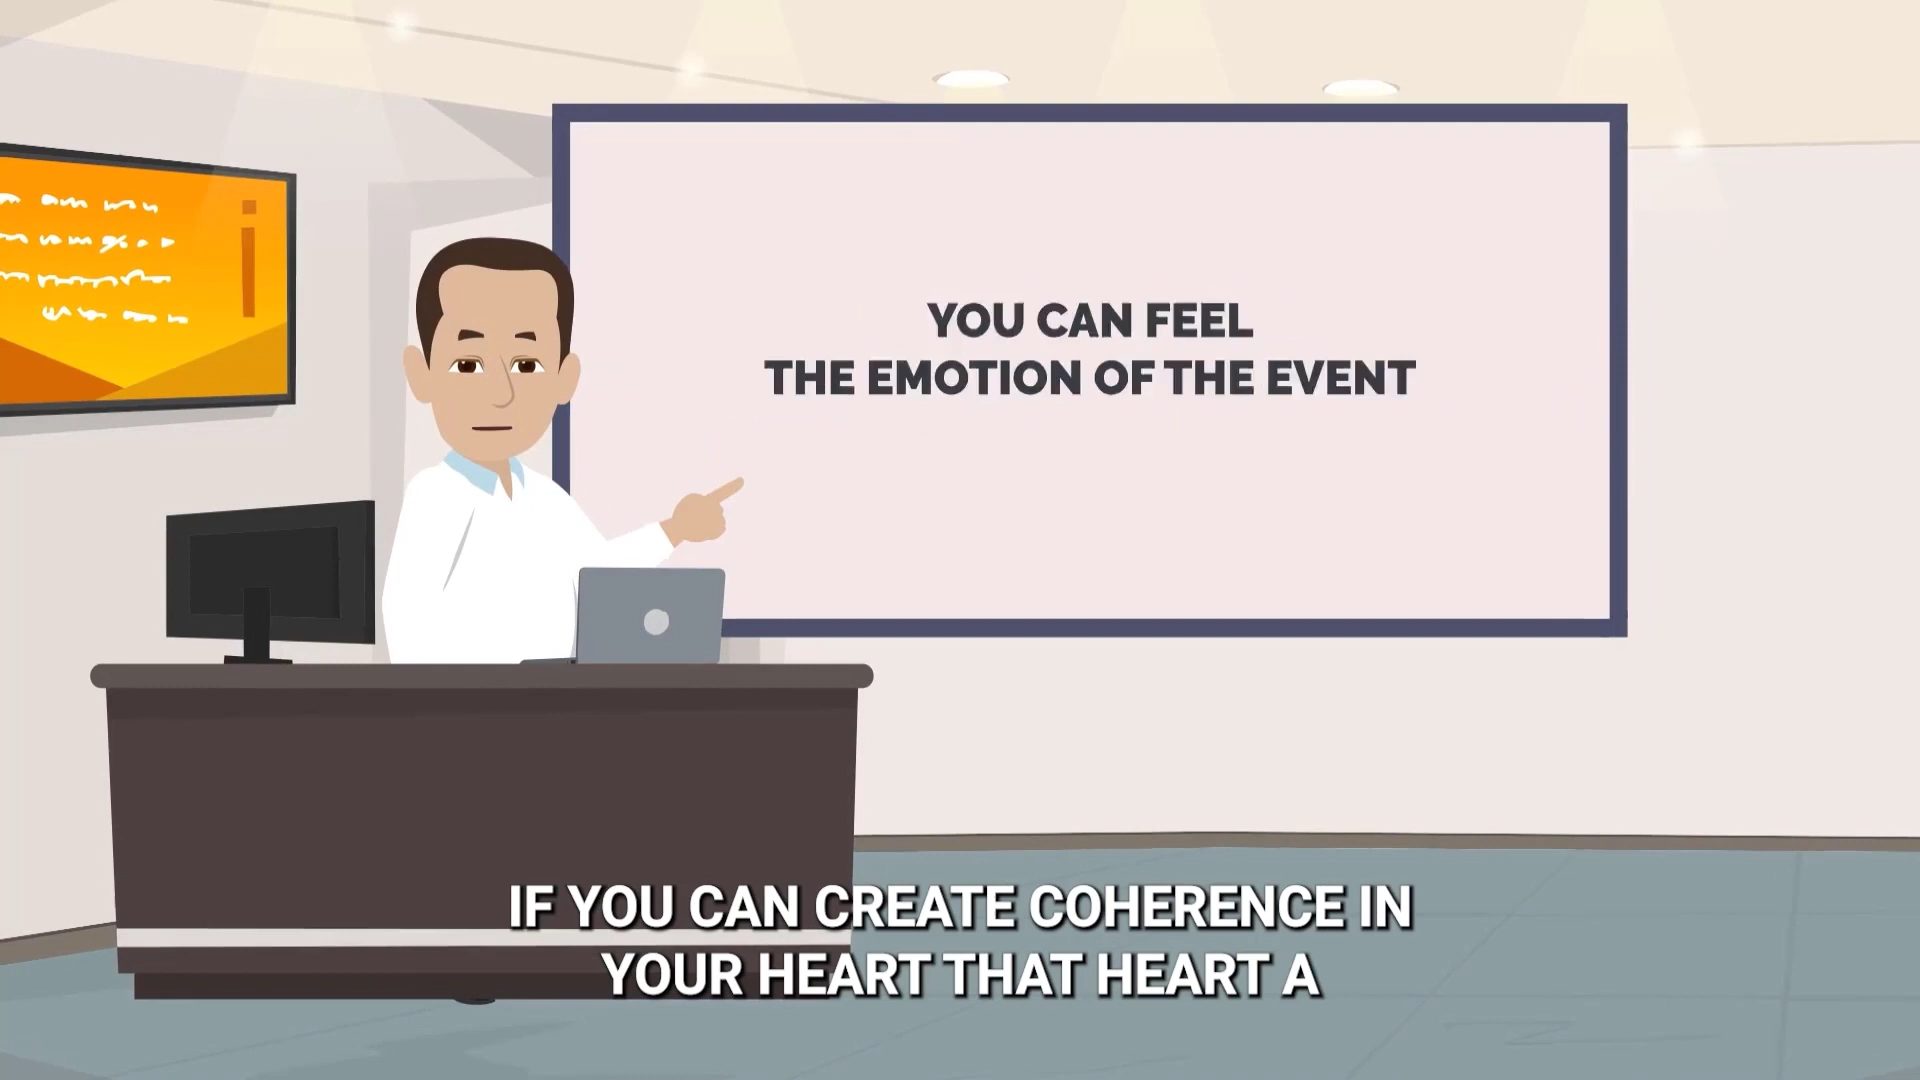 YOU CAN FEEL
THE EMOTION OF THE EVENT
IF YOU CAN CREATE COHERENCE IN
YOUR HEART THAT HEART A